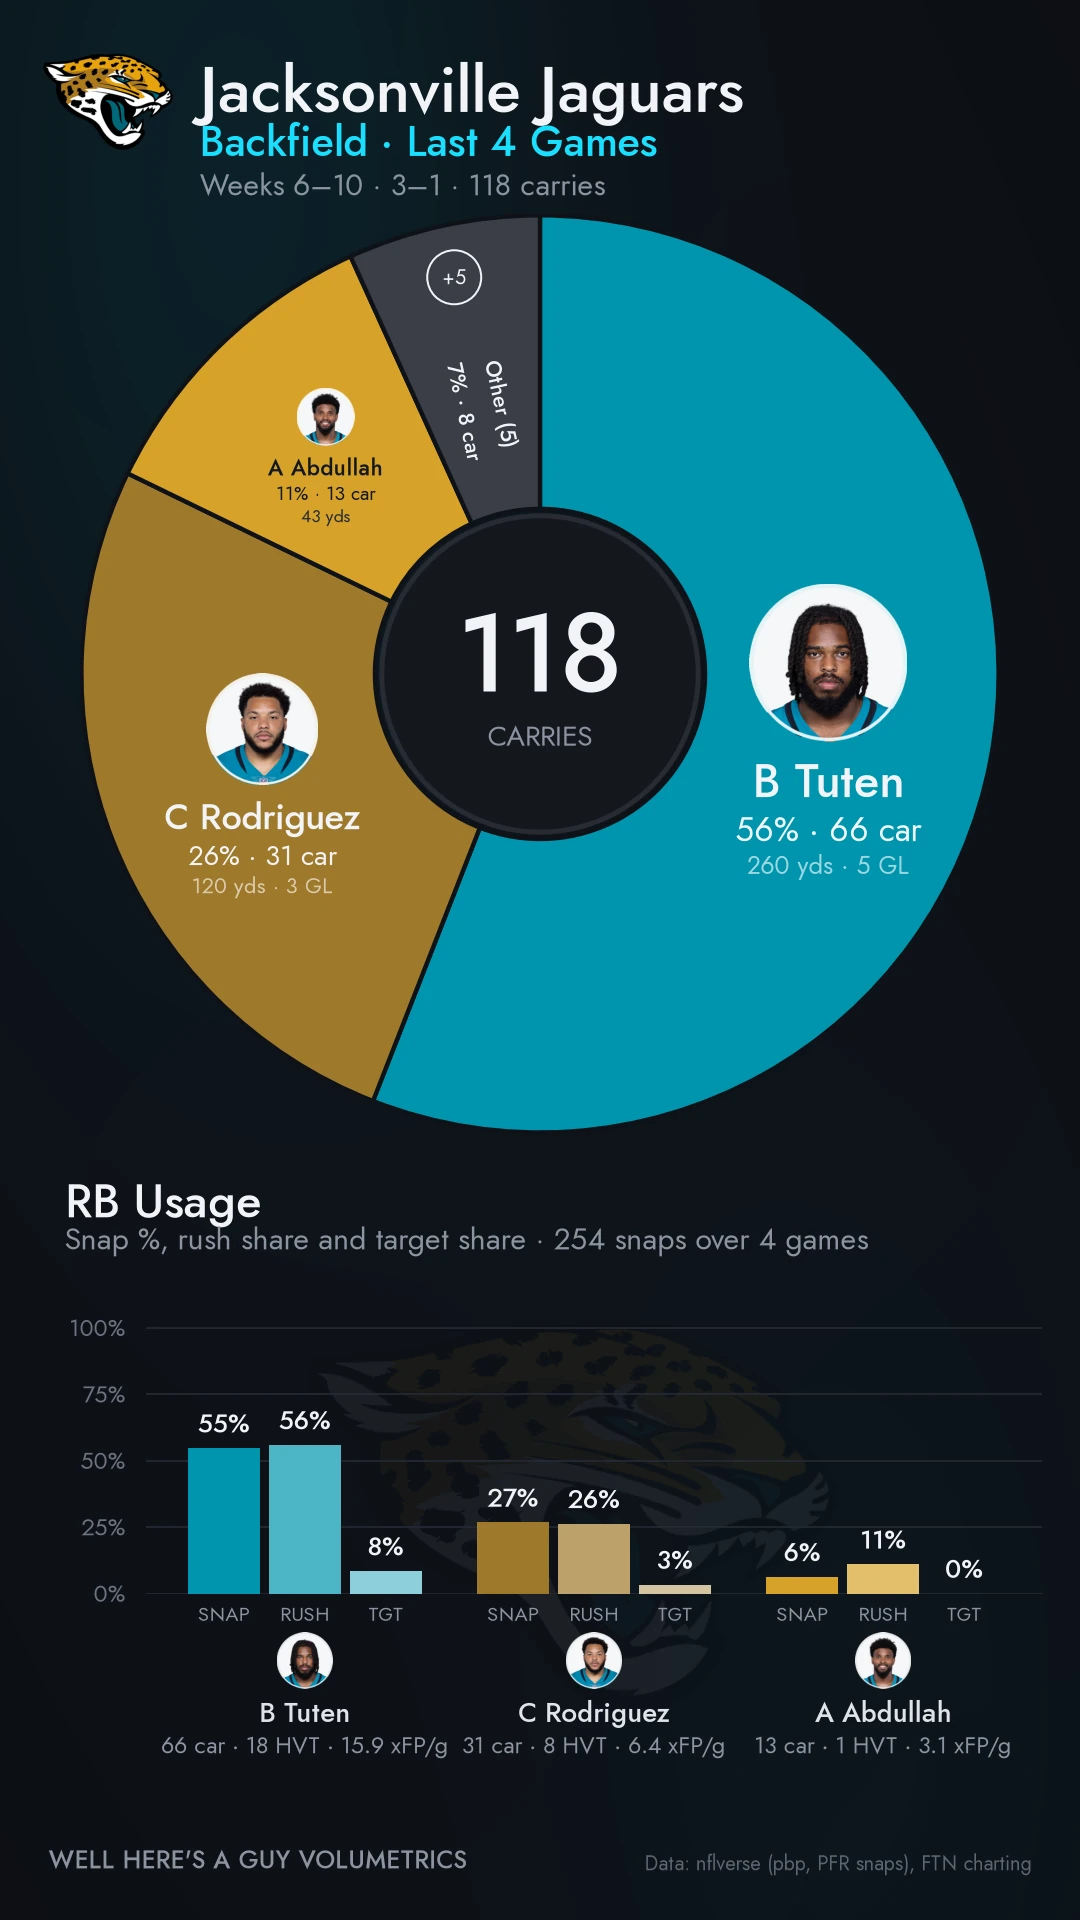 Jacksonville Jaguars
Backfield · Last 4 Games
Weeks 6–10 · 3–1 · 118 carries
+5
Other (5)
7% · 8 car
A Abdullah
11% · 13 car
43 yds
118
CARRIES
B Tuten
56% · 66 car
260 yds · 5 GL
C Rodriguez
26% · 31 car
120 yds · 3 GL
RB Usage
Snap %, rush share and target share · 254 snaps over 4 games
100%
75%
50%
25%
0%
55% 56% 8% 27% 26% 3% 6% 11% 0%
SNAP RUSH TGT SNAP RUSH TGT SNAP RUSH TGT
B Tuten C Rodriguez A Abdullah
66 car · 18 HVT · 15.9 xFP/g 31 car · 8 HVT · 6.4 xFP/g 13 car · 1 HVT · 3.1 xFP/g
WELL HERE'S A GUY VOLUMETRICS
Data: nflverse (pbp, PFR snaps), FTN charting